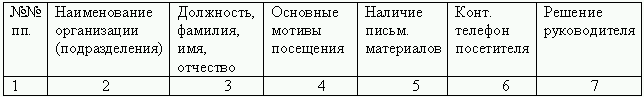 №№ Наименование Должность, Основные Наличие Конт. Решение
пп. организации фамилия, мотивы письм. телефон руководителя
(подразделения) имя, посещения материалов посетителя
отчество
1 2 3 4 5 6 7